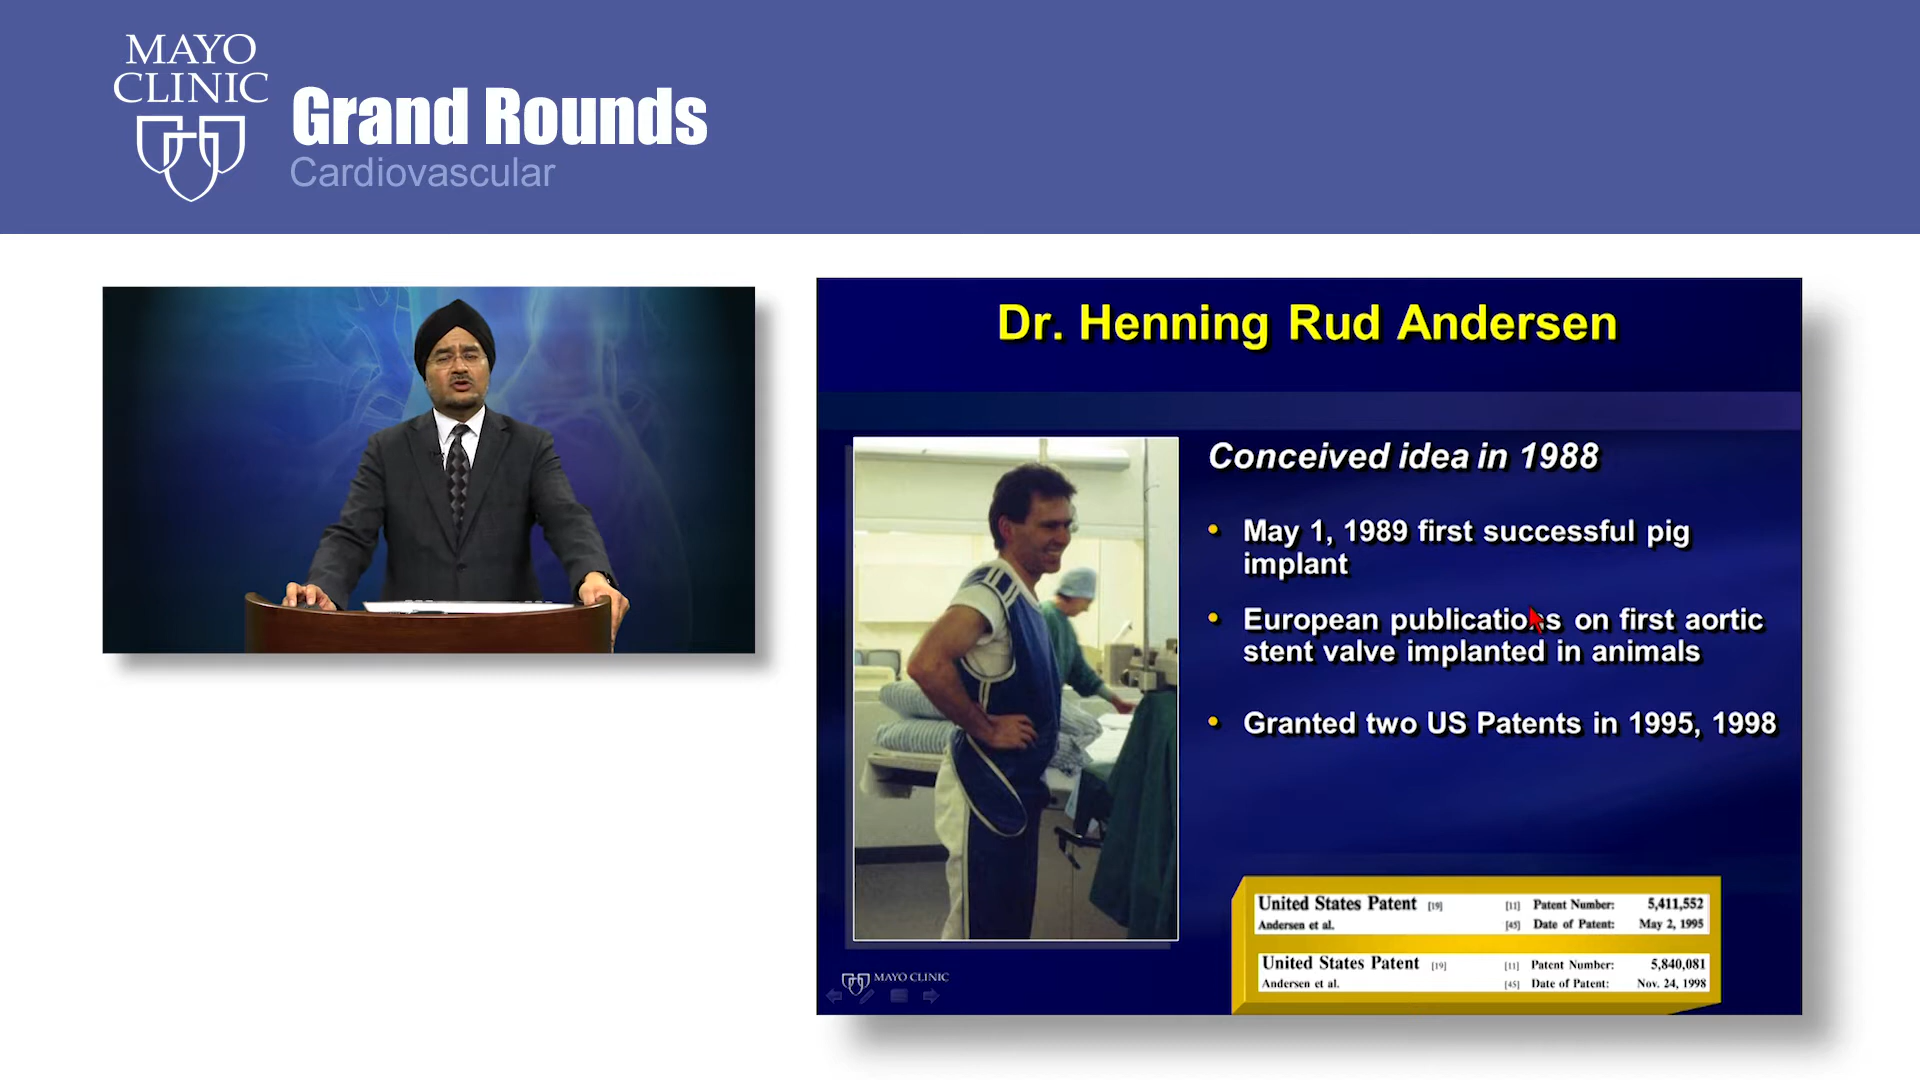 MAYO
CLINIC
Grand Rounds
Cardiovascular
Dr. Henning Rud Andersen
Conceived idea in 1988
• May 1, 1989 first successful pig
implant
• European publications on first aortic
stent valve implanted in animals
• Granted two US Patents in 1995, 1998
United States Patent [19] [11] Patent Number: 5,411,552
Andersen et al. [45] Date of Patent: May 2, 1995
United States Patent [19] [11] Patent Number: 5,840,081
Andersen et al. [45] Date of Patent: Nov. 24, 1998
MAYO CLINIC